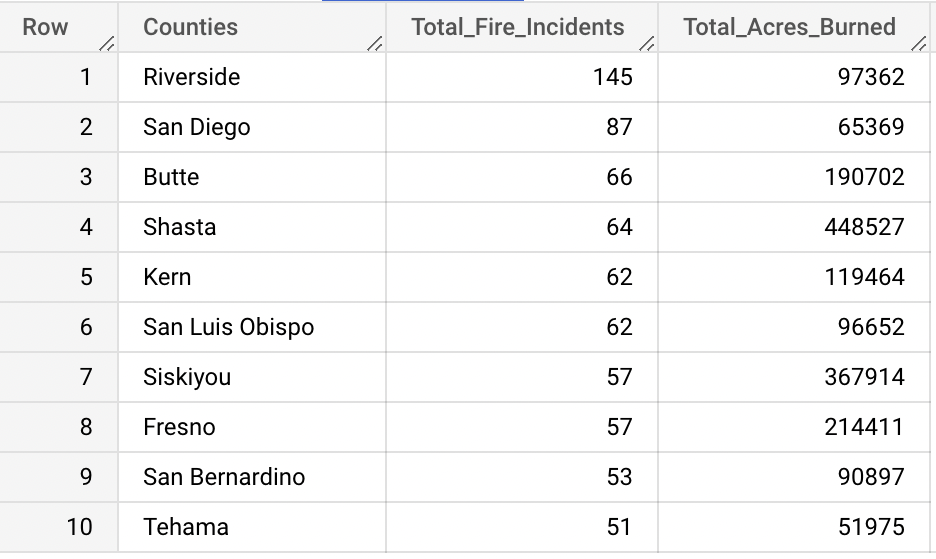 Row Counties Total_Fire_Incidents Total_Acres_Burned
1 Riverside 145 97362
2 San Diego 87 65369
3 Butte 66 190702
4 Shasta 64 448527
5 Kern 62 119464
6 San Luis Obispo 62 96652
7 Siskiyou 57 367914
8 Fresno 57 214411
9 San Bernardino 53 90897
10 Tehama 51 51975